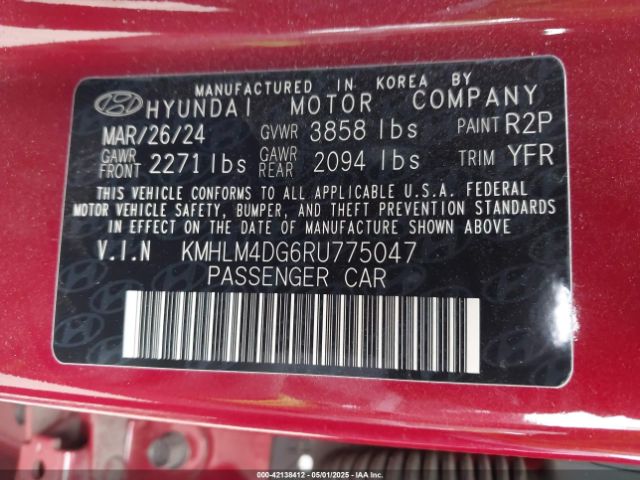 MANUFACTURED IN KOREA BY
HYUNDAI MOTOR COMPANY
MAR/26/24 GVWR 3858 lbs PAINT R2P
GAWR FRONT 2271 lbs GAWR REAR 2094 lbs TRIM YFR
THIS VEHICLE CONFORMS TO ALL APPLICABLE U.S.A. FEDERAL
MOTOR VEHICLE SAFETY, BUMPER, AND THEFT PREVENTION STANDARDS
IN EFFECT ON THE DATE OF MANUFACTURE SHOWN ABOVE.
V.I.N KMHLM4DG6RU775047
PASSENGER CAR
000-42138412 - 05/01/2025 - IAA Inc.